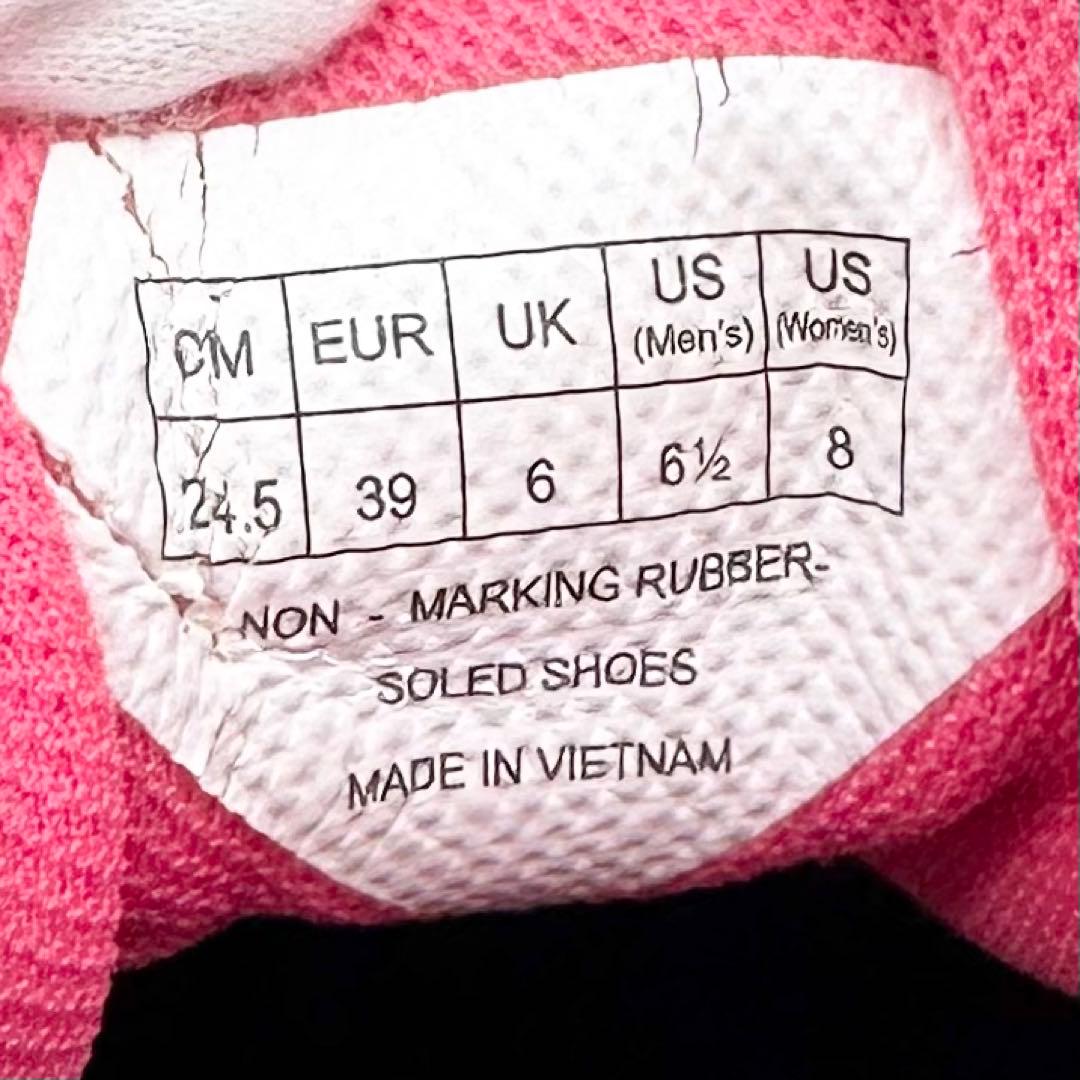 CM EUR UK US (Men's) US (Women's)
24.5 39 6 6½ 8
NON - MARKING RUBBER-
SOLED SHOES
MADE IN VIETNAM